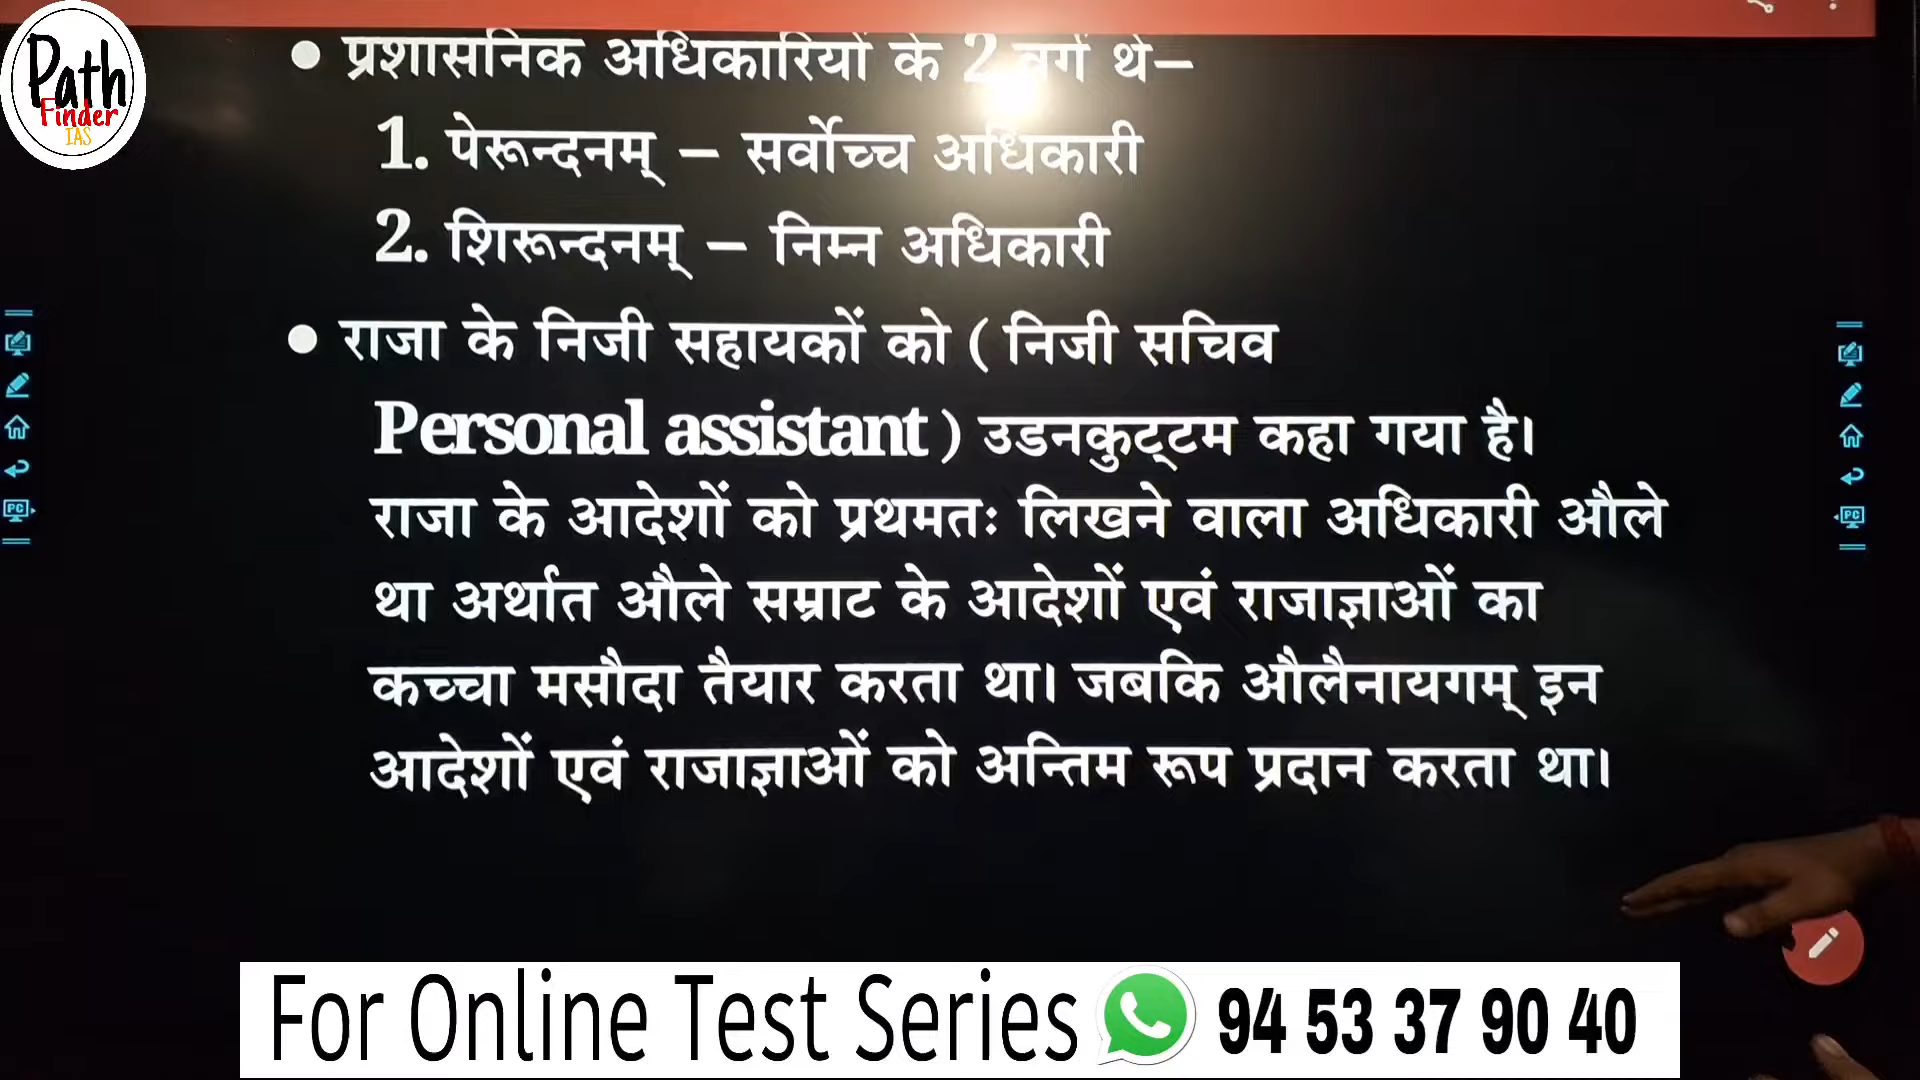 Path
Finder
IAS
• प्रशासनिक अधिकारियों के 2 वर्ग थे–
1. पेरून्दनम् – सर्वोच्च अधिकारी
2. शिरून्दनम् – निम्न अधिकारी
• राजा के निजी सहायकों को ( निजी सचिव
Personal assistant ) उडनकुट्टम कहा गया है।
राजा के आदेशों को प्रथमतः लिखने वाला अधिकारी औले
था अर्थात औले सम्राट के आदेशों एवं राजाज्ञाओं का
कच्चा मसौदा तैयार करता था। जबकि औलैनायगम् इन
आदेशों एवं राजाज्ञाओं को अन्तिम रूप प्रदान करता था।
PC
PC
For Online Test Series 94 53 37 90 40